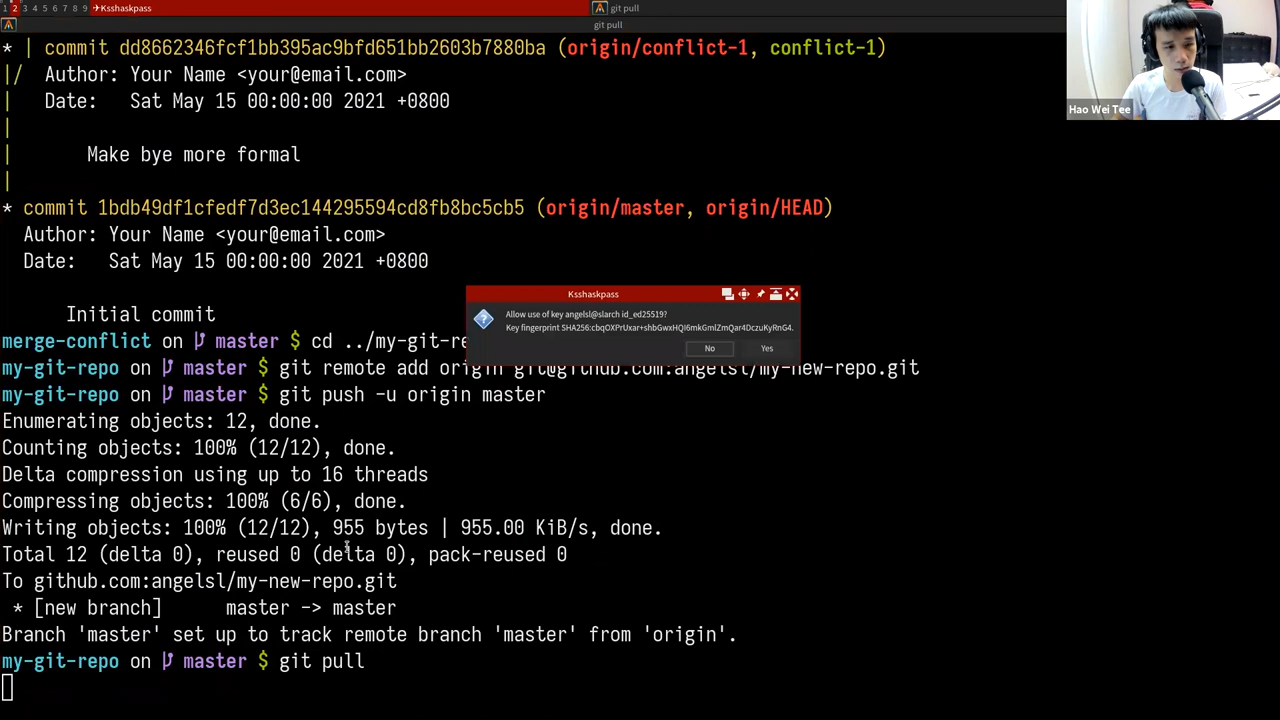 1 2 3 4 5 6 7 8 9 Ksshaskpass git pull
git pull
* | commit dd8662346fcf1bb395ac9bfd651bb2603b7880ba (origin/conflict-1, conflict-1)
|/ Author: Your Name <your@email.com>
| Date: Sat May 15 00:00:00 2021 +0800
|
| Make bye more formal
|
* commit 1bdb49df1cfedf7d3ec144295594cd8fb8bc5cb5 (origin/master, origin/HEAD)
Author: Your Name <your@email.com>
Date: Sat May 15 00:00:00 2021 +0800
Initial commit
merge-conflict on master $ cd ../my-git-re
my-git-repo on master $ git remote add origin git@github.com:angelsl/my-new-repo.git
my-git-repo on master $ git push -u origin master
Enumerating objects: 12, done.
Counting objects: 100% (12/12), done.
Delta compression using up to 16 threads
Compressing objects: 100% (6/6), done.
Writing objects: 100% (12/12), 955 bytes | 955.00 KiB/s, done.
Total 12 (delta 0), reused 0 (delta 0), pack-reused 0
To github.com:angelsl/my-new-repo.git
* [new branch] master -> master
Branch 'master' set up to track remote branch 'master' from 'origin'.
my-git-repo on master $ git pull
Ksshaskpass
Allow use of key angelsl@slarch id_ed25519?
Key fingerprint SHA256:cbqOXPrUxar+shbGwxHQI6mkGmlZmQar4DczuKyRnG4.
No Yes
Hao Wei Tee